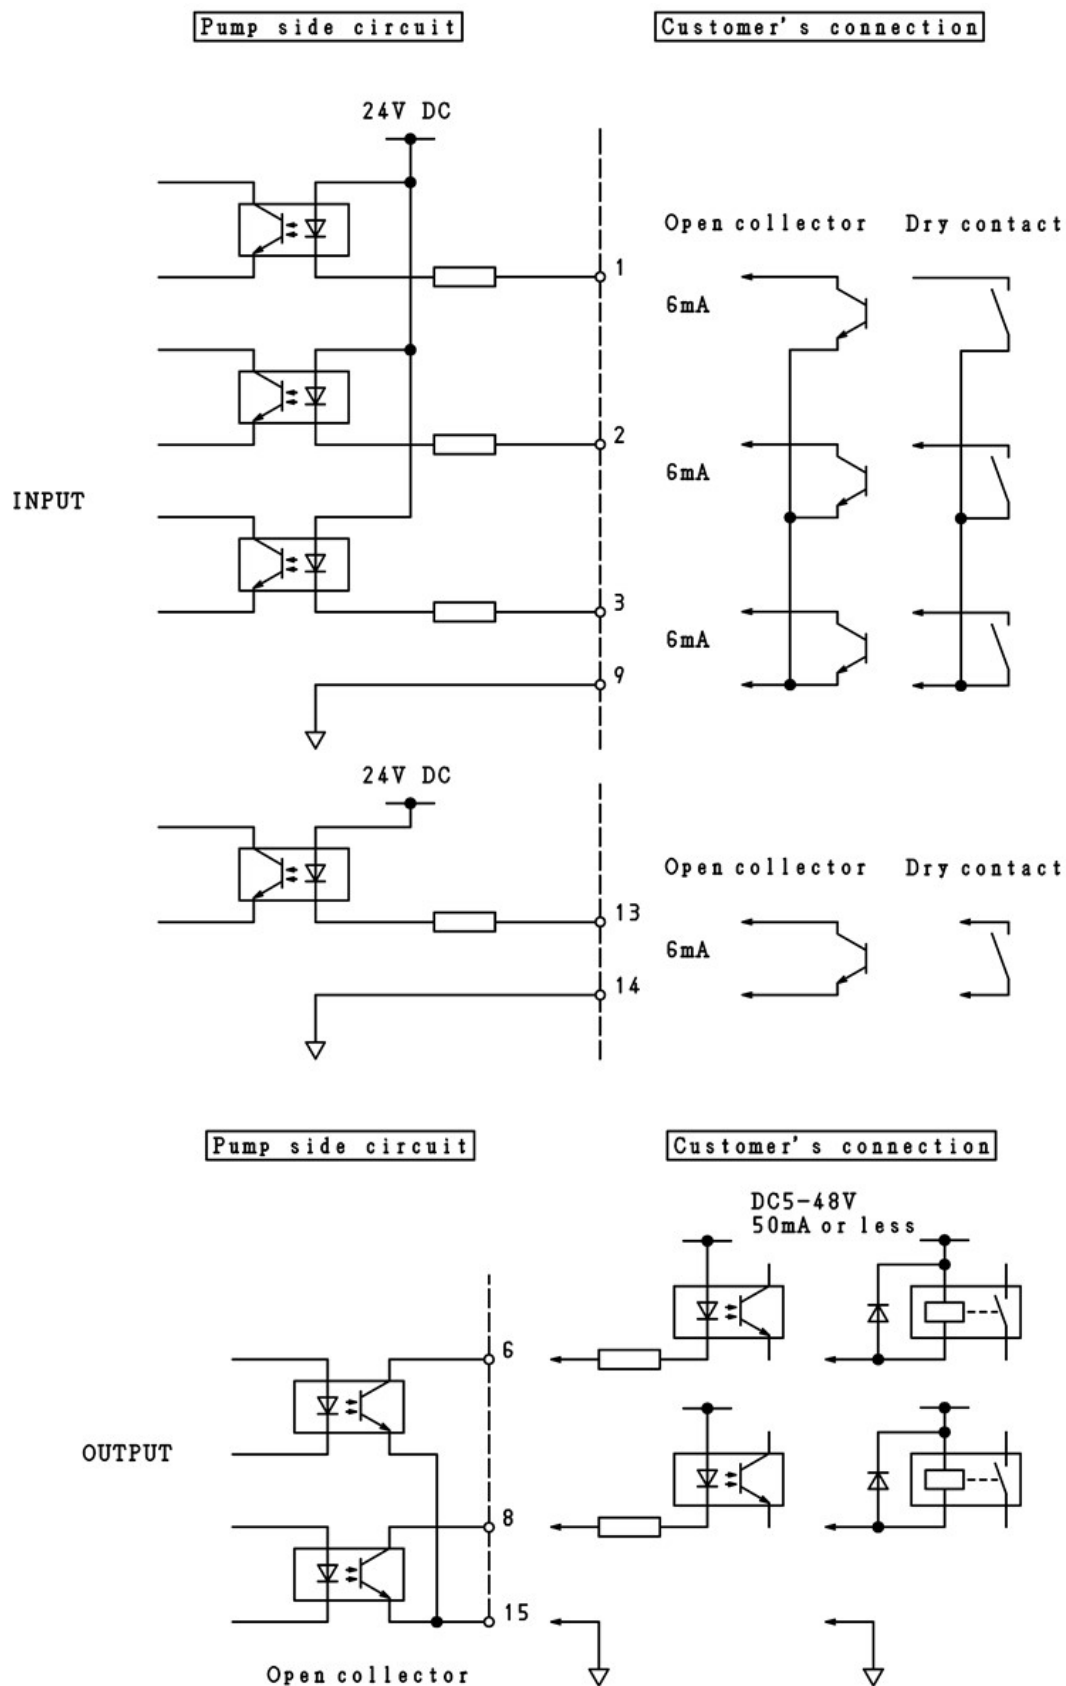 Pump side circuit
Customer's connection
24V DC
Open collector
Dry contact
1
6mA
2
6mA
INPUT
3
6mA
9
24V DC
Open collector
Dry contact
13
6mA
14
Pump side circuit
Customer's connection
DC5-48V
50mA or less
6
OUTPUT
8
15
Open collector